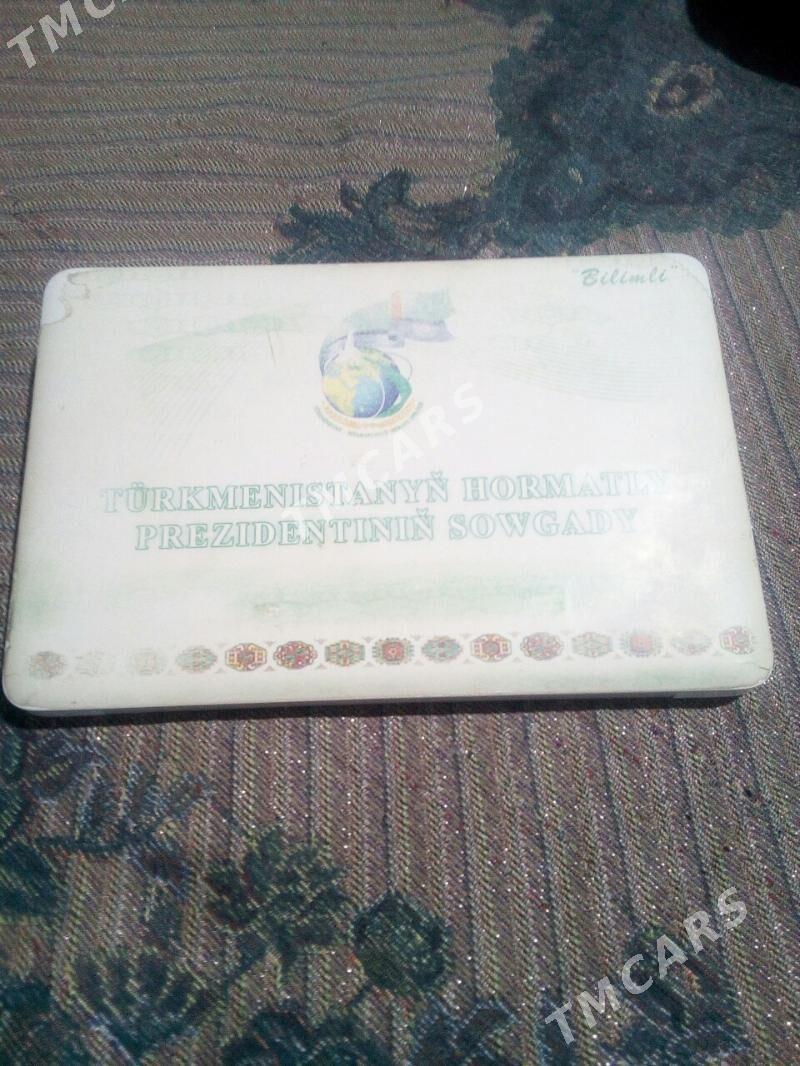 TMCARS
"Bilimli"
TMCARS
TÜRKMENISTANYŇ HORMATLY
PREZIDENTINIŇ SOWGADY
TMCARS